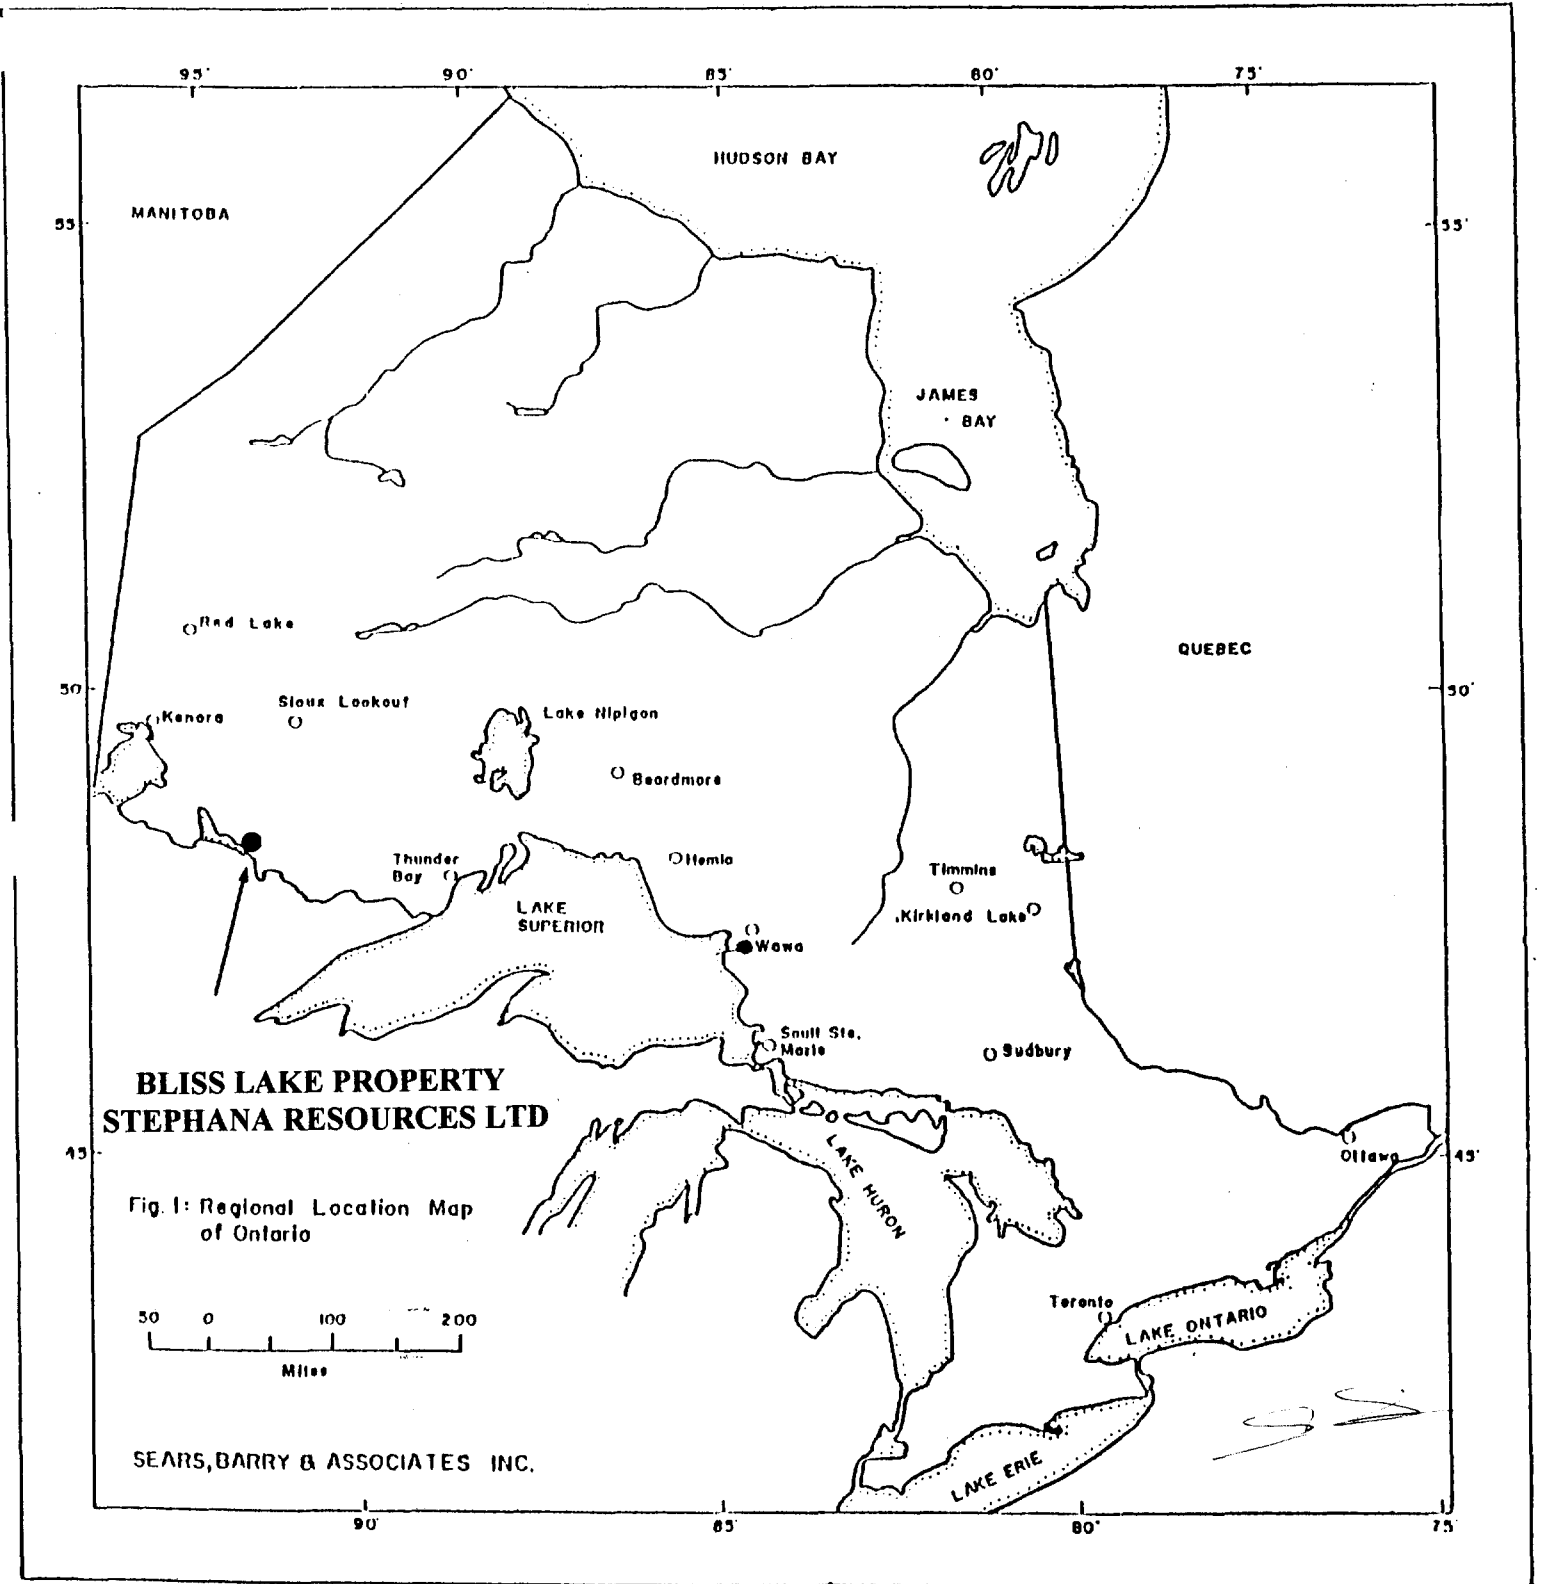 95° 90° 85° 80° 75°
HUDSON BAY
MANITOBA
55° 55°
JAMES
BAY
Red Lake
QUEBEC
50° 50°
Kenora
Sioux Lookout
Lake Nipigon
Beardmore
Thunder
Bay
Hemlo
Timmins
LAKE
SUPERIOR
Kirkland Lake
Wawa
Sault Ste.
Marie
Sudbury
BLISS LAKE PROPERTY
STEPHANA RESOURCES LTD
45° 45°
Ottawa
LAKE HURON
Fig. 1: Regional Location Map
of Ontario
Toronto
LAKE ONTARIO
50 0 100 200
Miles
SEARS, BARRY & ASSOCIATES INC.
LAKE ERIE
90° 85° 80° 75°